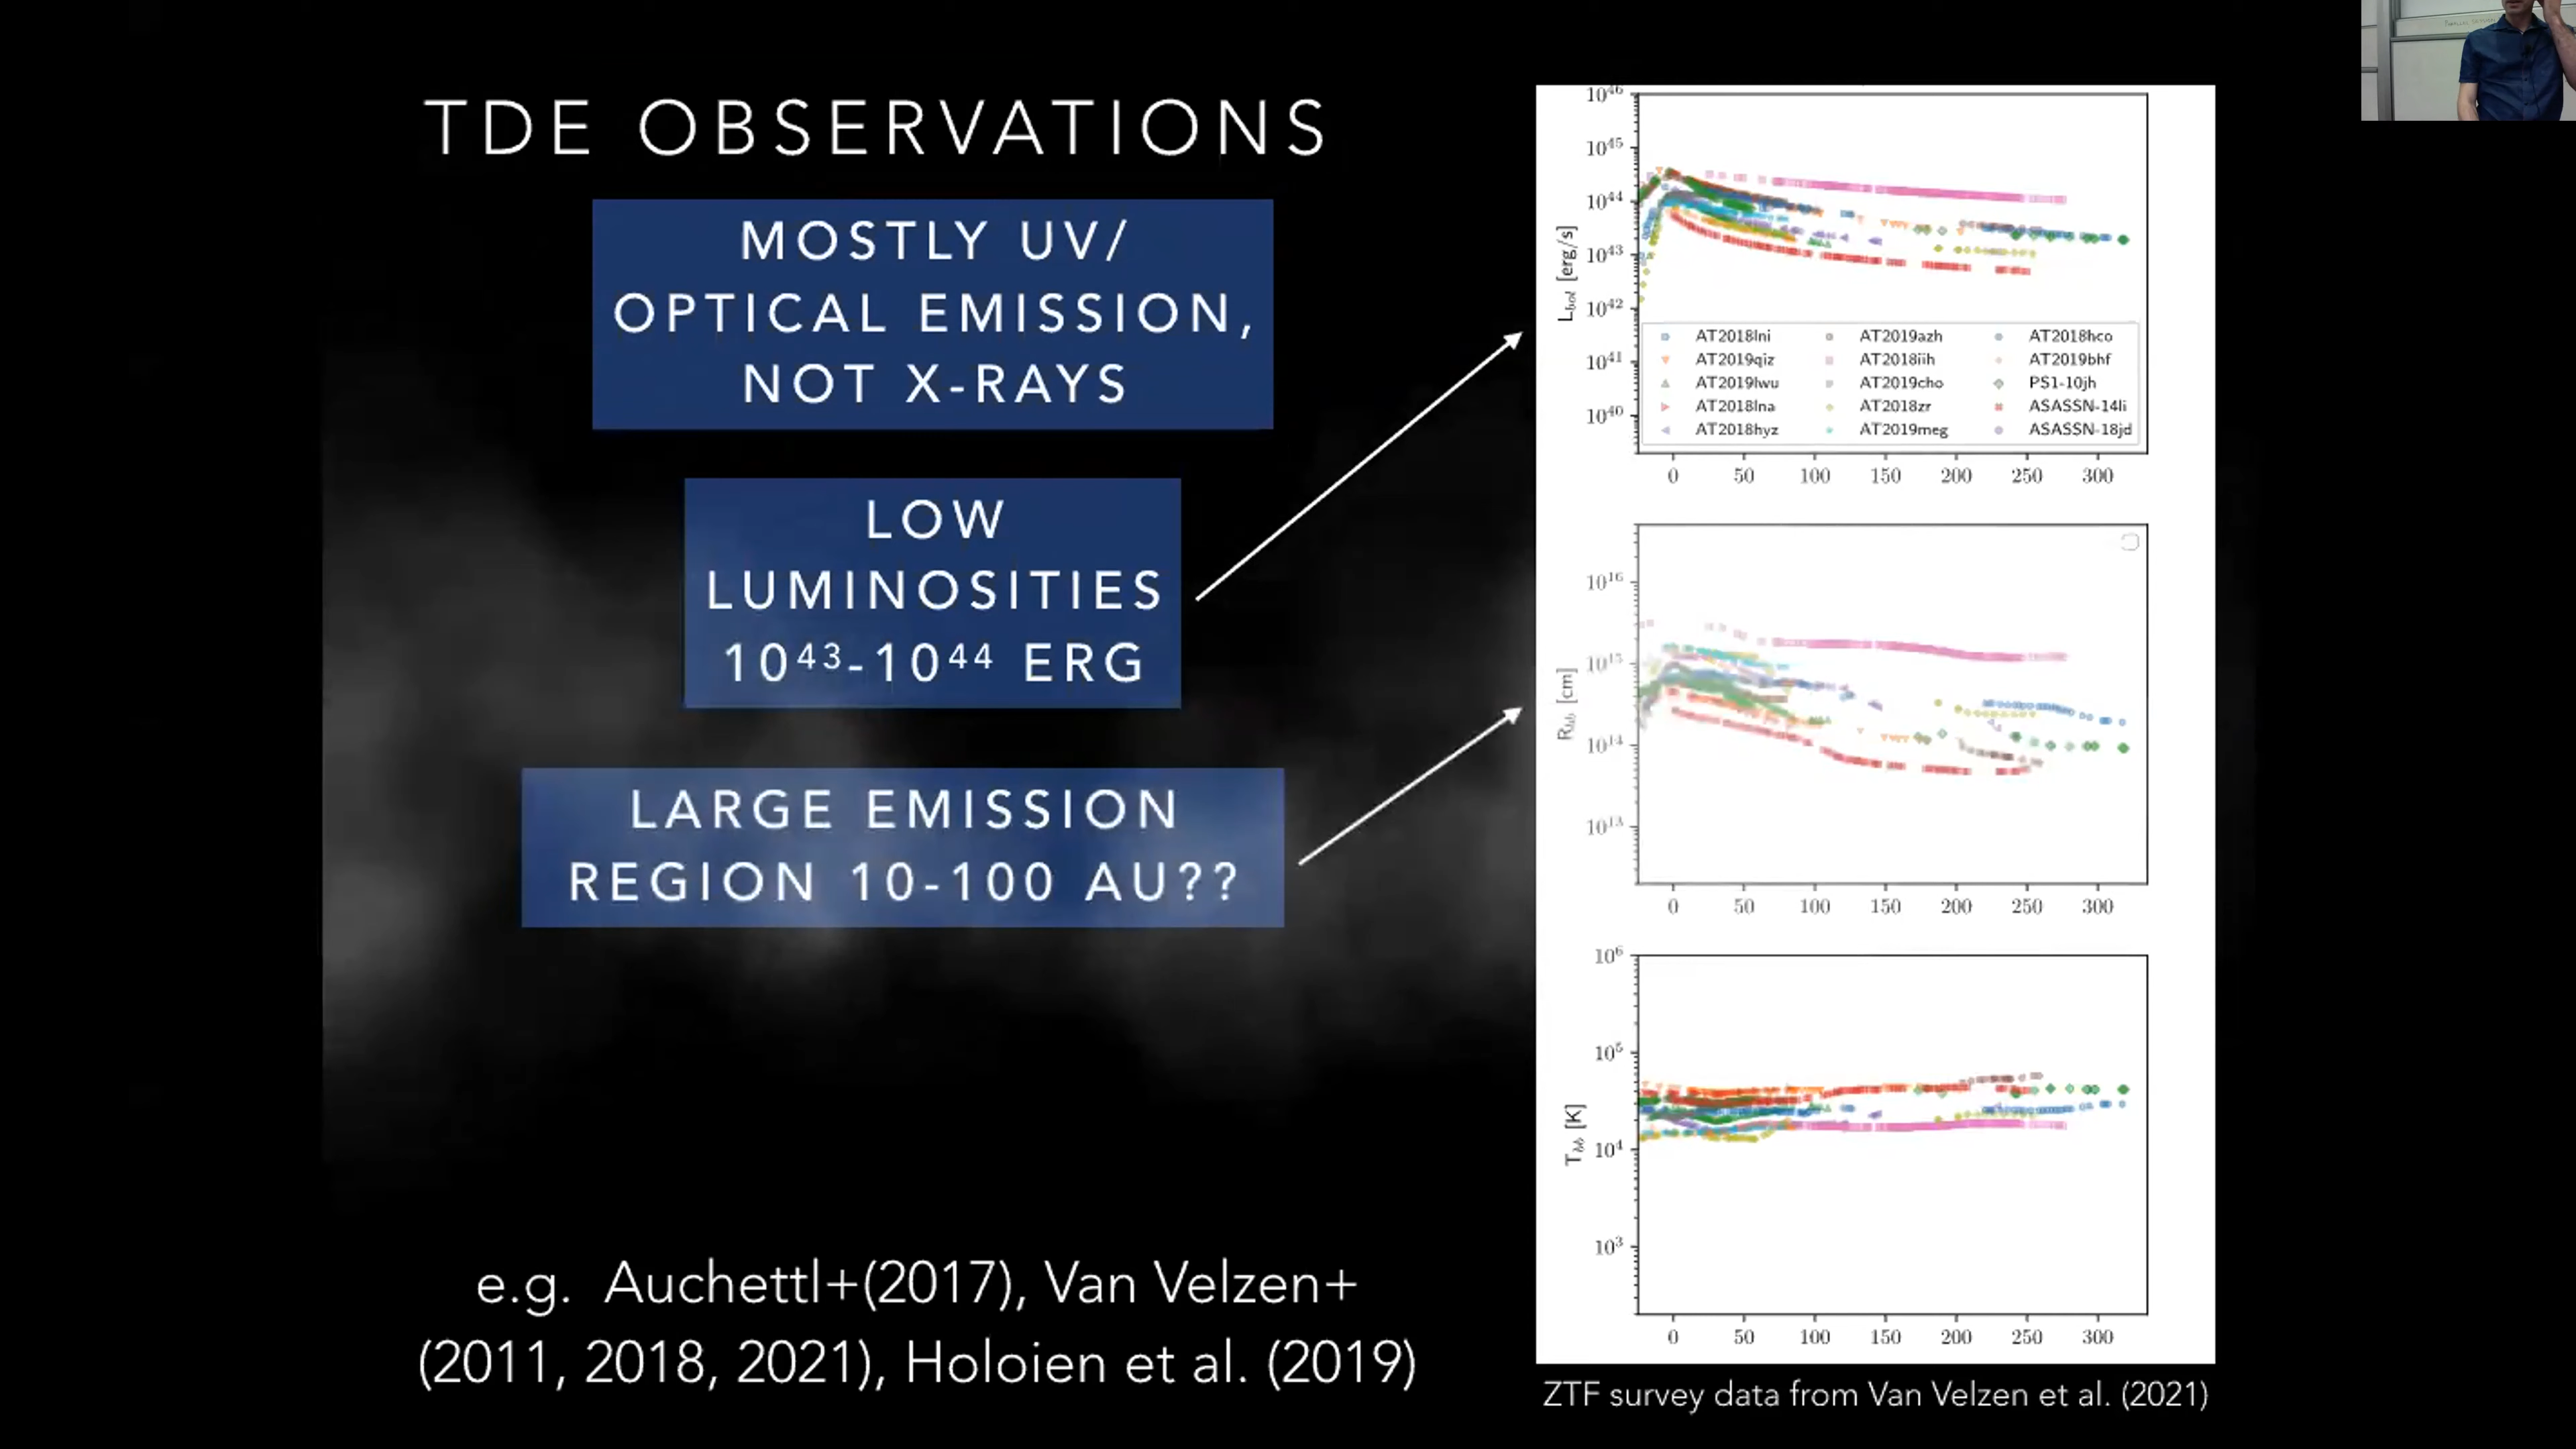 TDE OBSERVATIONS
MOSTLY UV/
OPTICAL EMISSION,
NOT X-RAYS
LOW
LUMINOSITIES
10⁴³-10⁴⁴ ERG
LARGE EMISSION
REGION 10-100 AU??
e.g. Auchettl+(2017), Van Velzen+
(2011, 2018, 2021), Holoien et al. (2019)
10⁴⁶
10⁴⁵
10⁴⁴
10⁴³
10⁴²
10⁴¹
10⁴⁰
L_bol [erg/s]
AT2018lni AT2019azh AT2018hco
AT2019qiz AT2018iih AT2019bhf
AT2019lwu AT2019cho PS1-10jh
AT2018lna AT2018zr ASASSN-14li
AT2018hyz AT2019meg ASASSN-18jd
0 50 100 150 200 250 300
10¹⁶
10¹⁵
10¹⁴
10¹³
R_bb [cm]
0 50 100 150 200 250 300
10⁶
10⁵
10⁴
10³
T_bb [K]
0 50 100 150 200 250 300
ZTF survey data from Van Velzen et al. (2021)